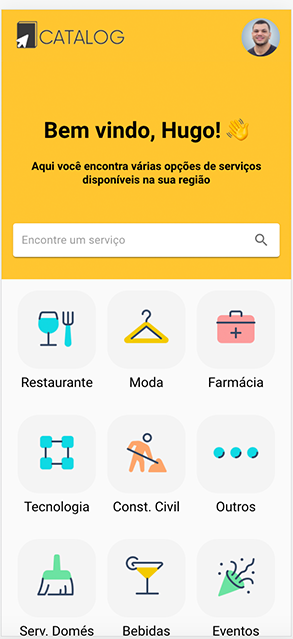 CATALOG
Bem vindo, Hugo! 👋
Aqui você encontra várias opções de serviços
disponíveis na sua região
Encontre um serviço
Restaurante
Moda
Farmácia
Tecnologia
Const. Civil
Outros
Serv. Domés
Bebidas
Eventos